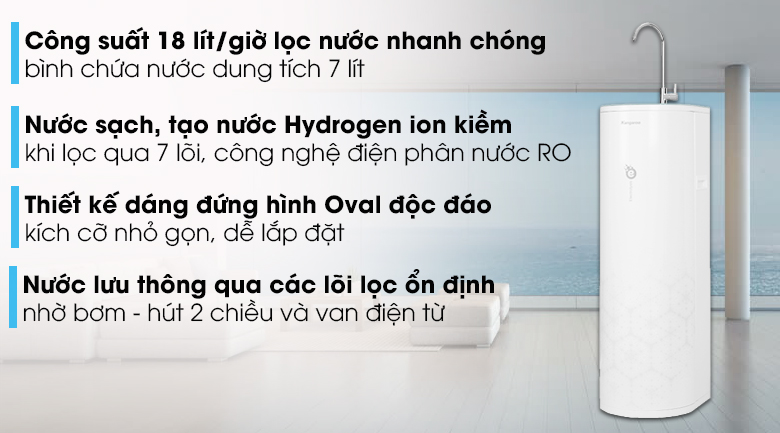 Công suất 18 lít/giờ lọc nước nhanh chóng
bình chứa nước dung tích 7 lít
Nước sạch, tạo nước Hydrogen ion kiềm
khi lọc qua 7 lõi, công nghệ điện phân nước RO
Thiết kế dáng đứng hình Oval độc đáo
kích cỡ nhỏ gọn, dễ lắp đặt
Nước lưu thông qua các lõi lọc ổn định
nhờ bơm - hút 2 chiều và van điện từ